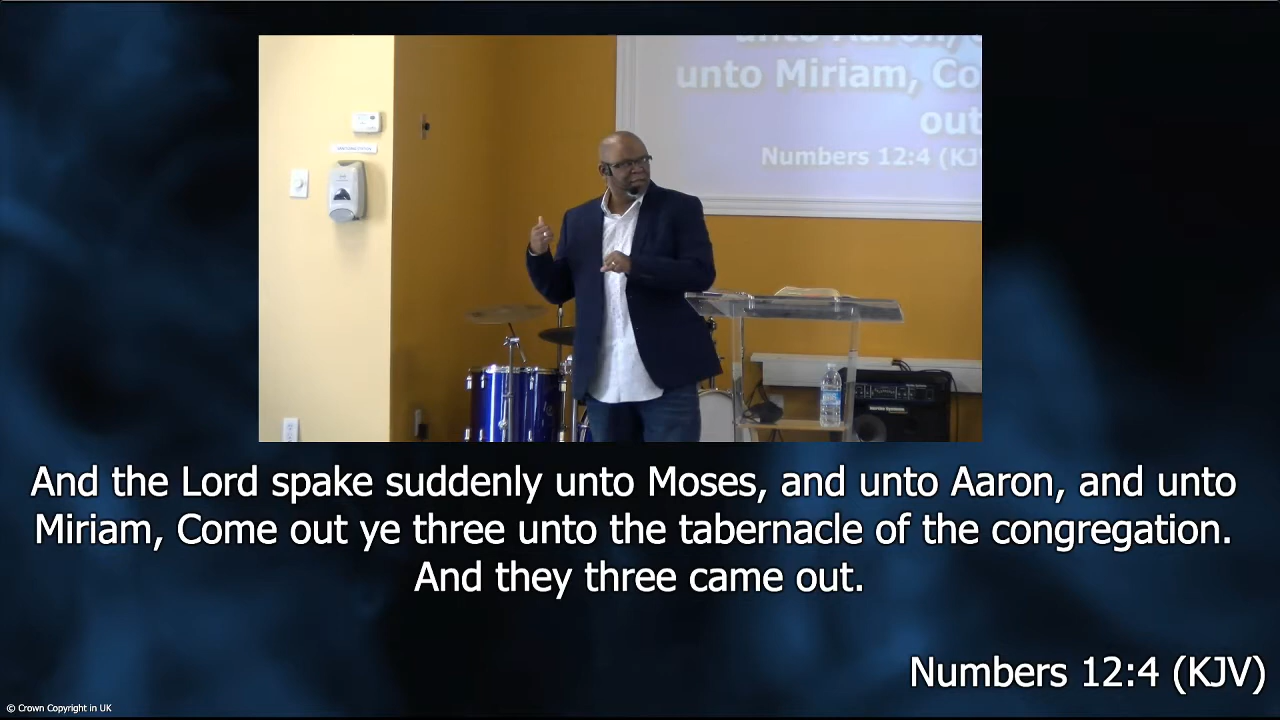 unto Miriam, Co
out
Numbers 12:4 (KJV
And the Lord spake suddenly unto Moses, and unto Aaron, and unto
Miriam, Come out ye three unto the tabernacle of the congregation.
And they three came out.
Numbers 12:4 (KJV)
© Crown Copyright in UK